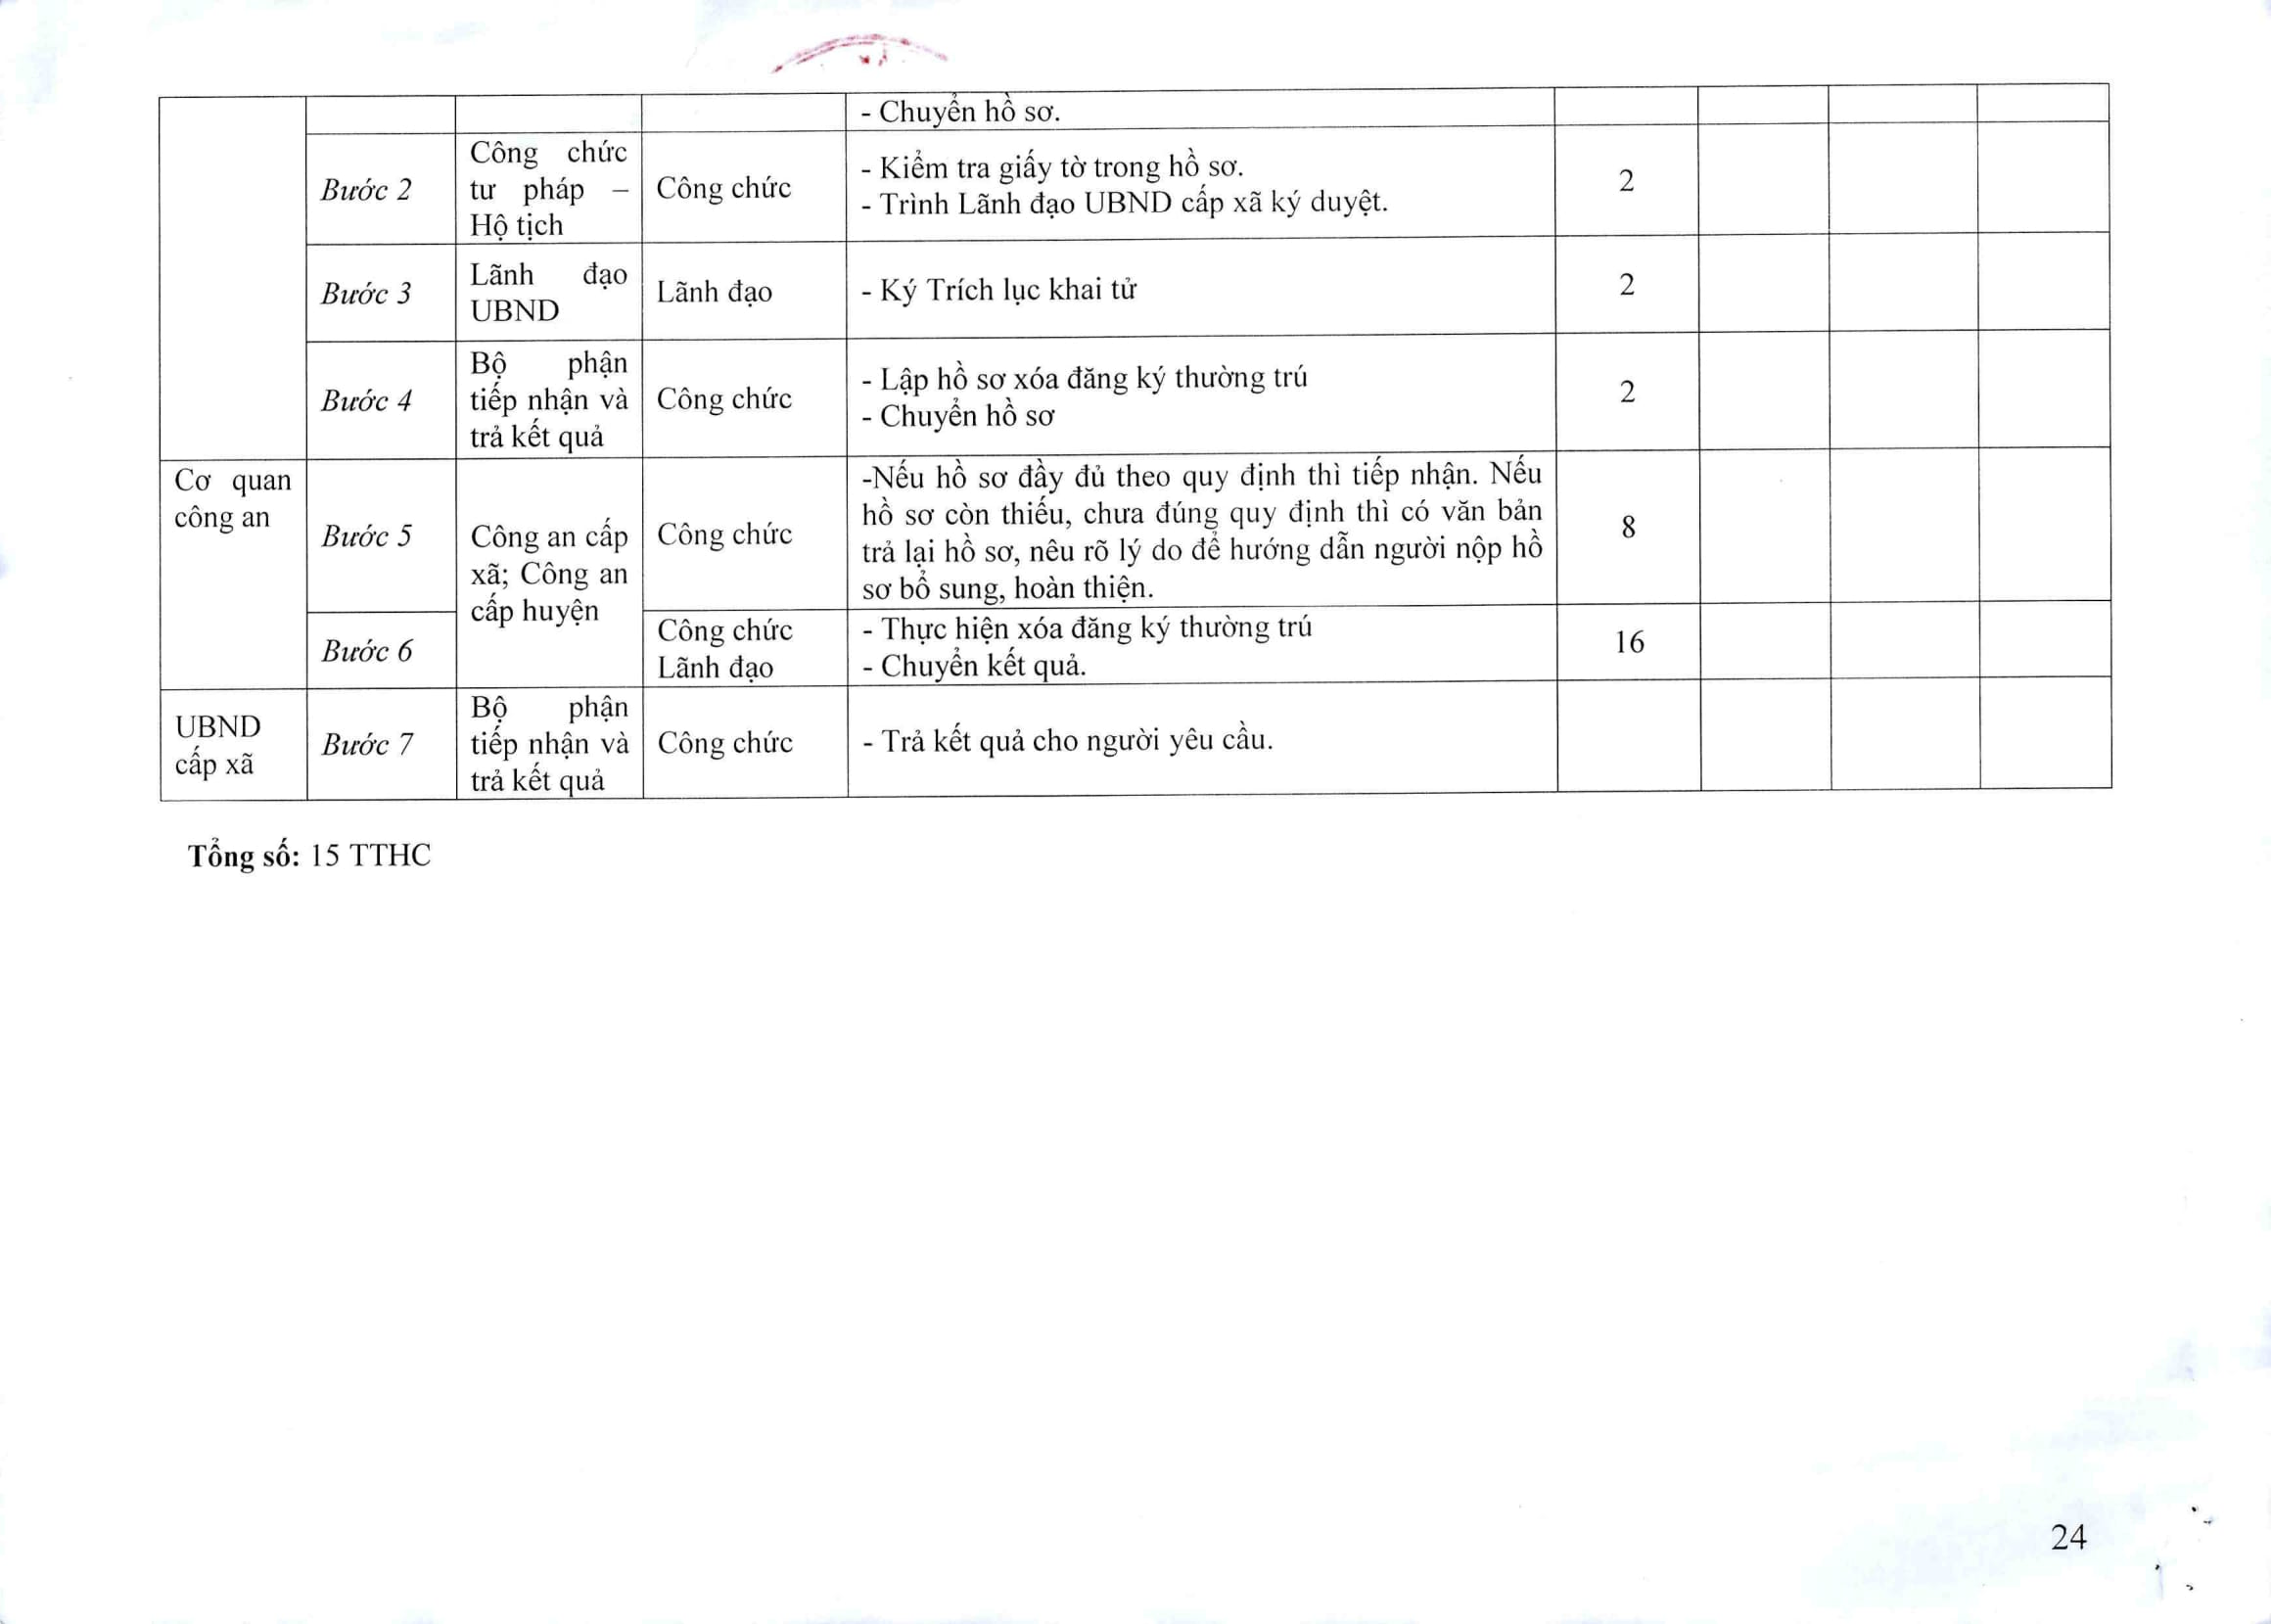 - Chuyển hồ sơ.
Bước 2
Công chức
tư pháp –
Hộ tịch
Công chức
- Kiểm tra giấy tờ trong hồ sơ.
- Trình Lãnh đạo UBND cấp xã ký duyệt.
2
Bước 3
Lãnh đạo
UBND
Lãnh đạo
- Ký Trích lục khai tử
2
Bước 4
Bộ phận
tiếp nhận và
trả kết quả
Công chức
- Lập hồ sơ xóa đăng ký thường trú
- Chuyển hồ sơ
2
Cơ quan
công an
Bước 5
Công an cấp
xã; Công an
cấp huyện
Công chức
-Nếu hồ sơ đầy đủ theo quy định thì tiếp nhận. Nếu
hồ sơ còn thiếu, chưa đúng quy định thì có văn bản
trả lại hồ sơ, nêu rõ lý do để hướng dẫn người nộp hồ
sơ bổ sung, hoàn thiện.
8
Bước 6
Công chức
Lãnh đạo
- Thực hiện xóa đăng ký thường trú
- Chuyển kết quả.
16
UBND
cấp xã
Bước 7
Bộ phận
tiếp nhận và
trả kết quả
Công chức
- Trả kết quả cho người yêu cầu.
Tổng số: 15 TTHC
24